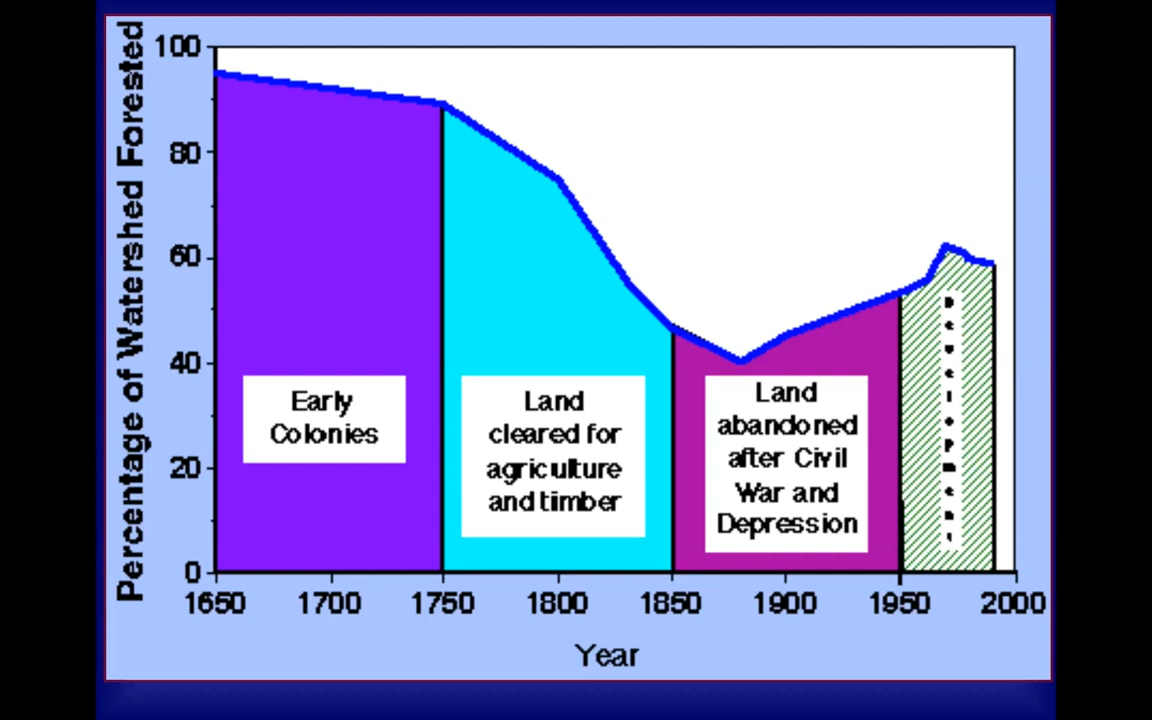 Percentage of Watershed Forested
100
80
60
40
20
0
Early
Colonies
Land
cleared for
agriculture
and timber
Land
abandoned
after Civil
War and
Depression
1650 1700 1750 1800 1850 1900 1950 2000
Year